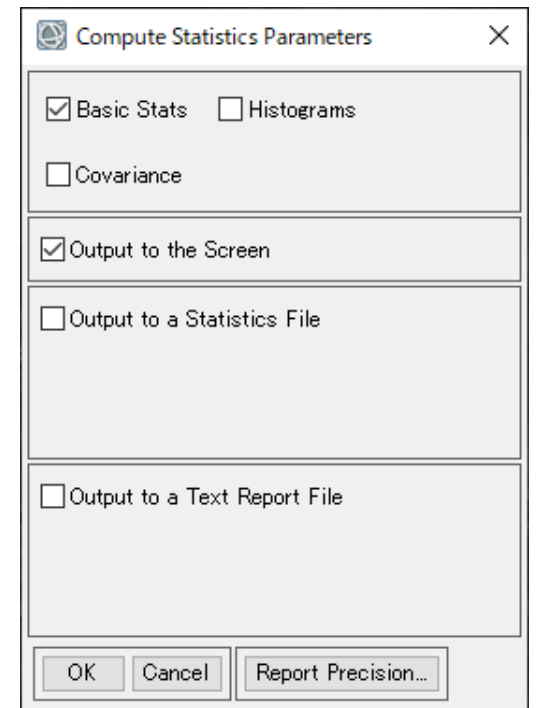 Compute Statistics Parameters
Basic Stats Histograms
Covariance
Output to the Screen
Output to a Statistics File
Output to a Text Report File
OK Cancel Report Precision...